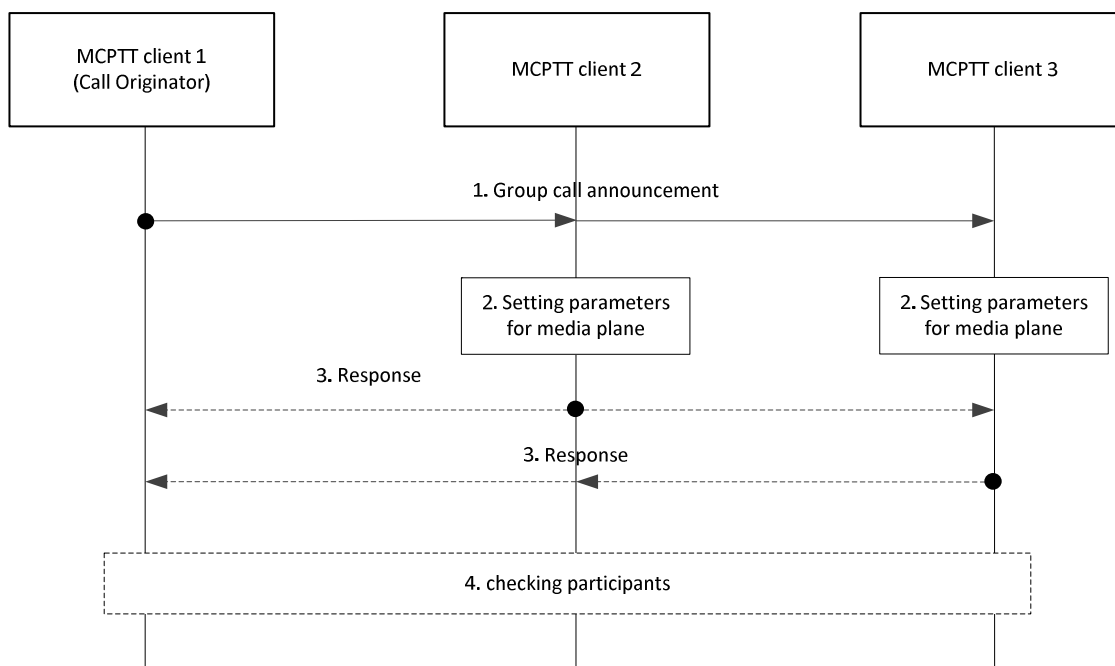 MCPTT client 1
(Call Originator)
MCPTT client 2
MCPTT client 3
1. Group call announcement
2. Setting parameters
for media plane
2. Setting parameters
for media plane
3. Response
3. Response
4. checking participants